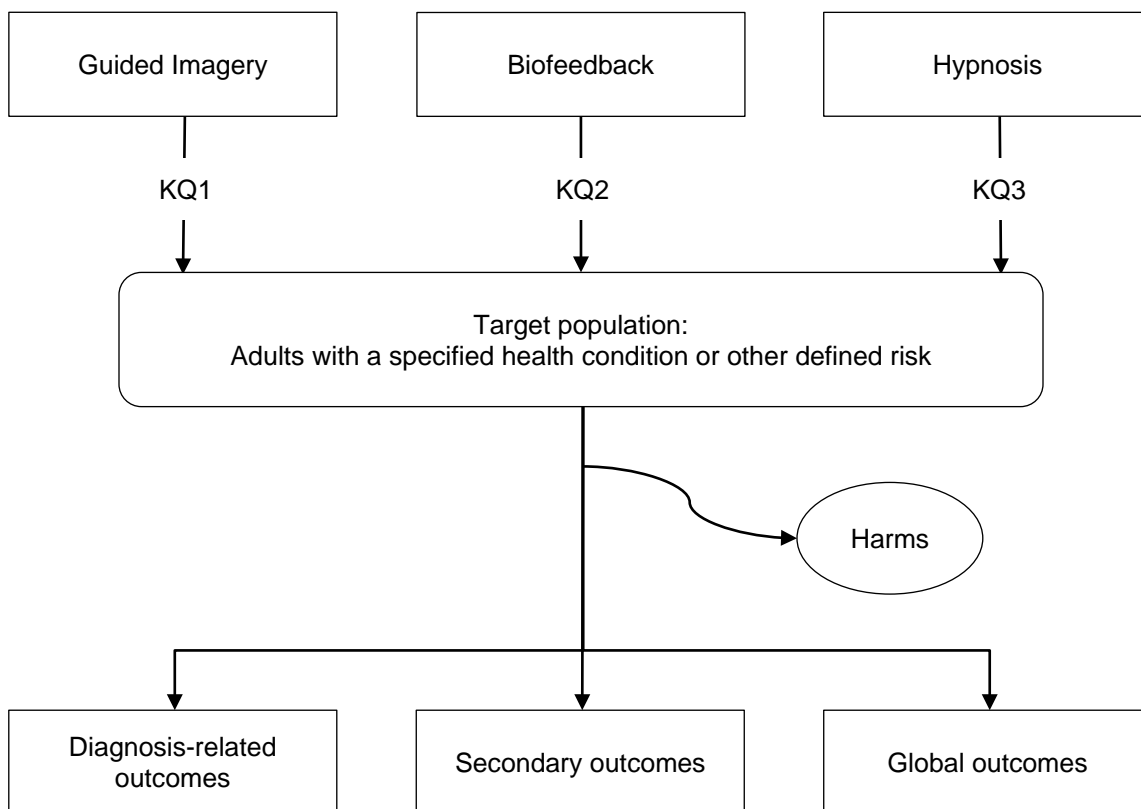 Guided Imagery
Biofeedback
Hypnosis
KQ1
KQ2
KQ3
Target population:
Adults with a specified health condition or other defined risk
Harms
Diagnosis-related
outcomes
Secondary outcomes
Global outcomes